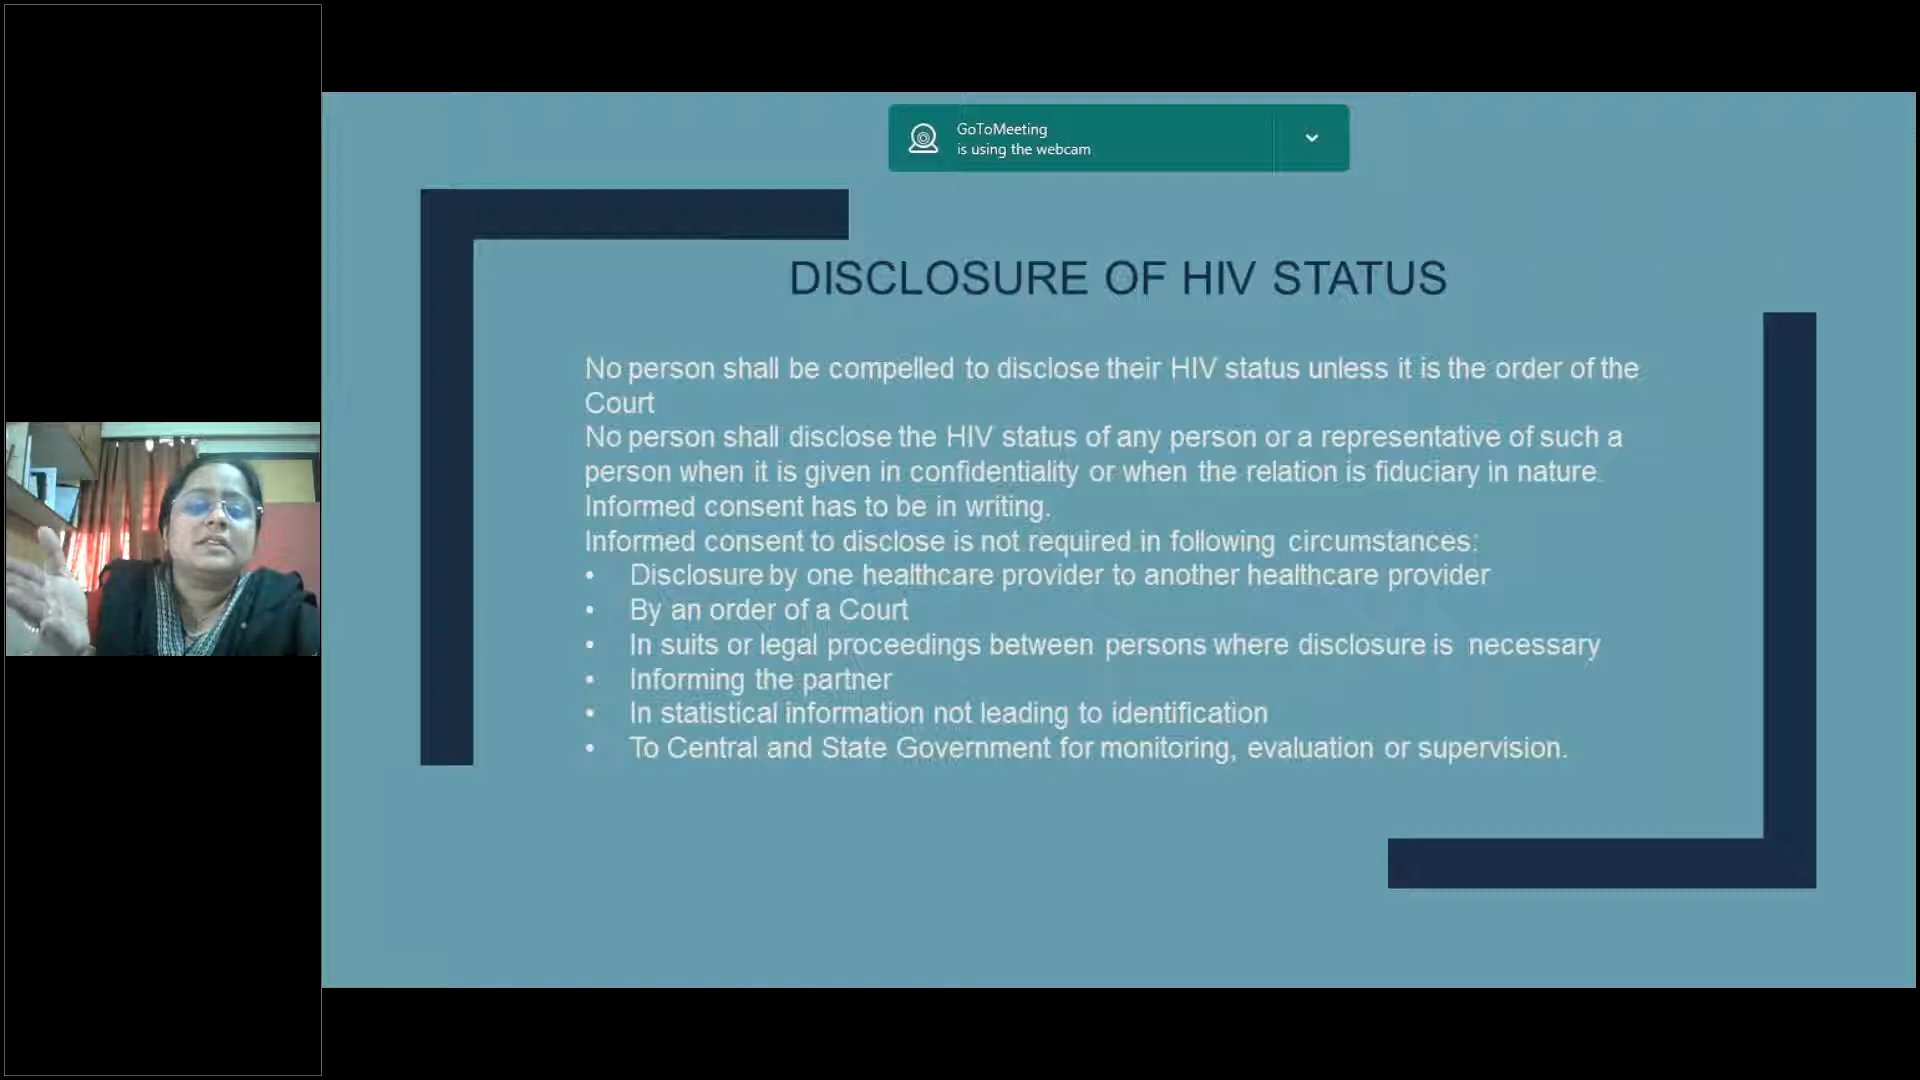 GoToMeeting
is using the webcam
DISCLOSURE OF HIV STATUS
No person shall be compelled to disclose their HIV status unless it is the order of the
Court
No person shall disclose the HIV status of any person or a representative of such a
person when it is given in confidentiality or when the relation is fiduciary in nature.
Informed consent has to be in writing.
Informed consent to disclose is not required in following circumstances:
• Disclosure by one healthcare provider to another healthcare provider
• By an order of a Court
• In suits or legal proceedings between persons where disclosure is necessary
• Informing the partner
• In statistical information not leading to identification
• To Central and State Government for monitoring, evaluation or supervision.